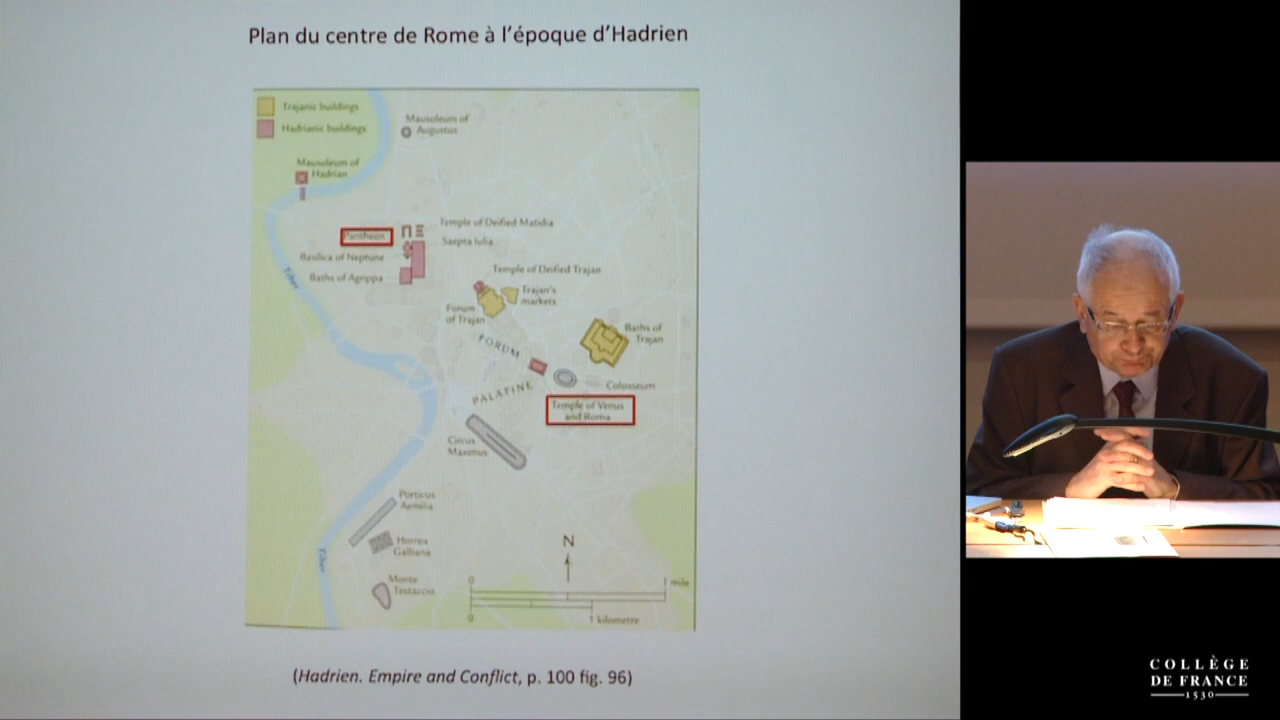 Plan du centre de Rome à l'époque d'Hadrien
Trajanic buildings
Hadrianic buildings
Mausoleum of
Augustus
Mausoleum of
Hadrian
Temple of Deified Matidia
Pantheon
Saepta Iulia
Basilica of Neptune
Baths of Agrippa
Temple of Deified Trajan
Tiber
Trajan's
markets
Forum
of Trajan
Baths of
Trajan
FORUM
Colosseum
PALATINE
Temple of Venus
and Roma
Circus
Maximus
Porticus
Aemilia
Horrea
Galbana
N
Tiber
Monte
Testaccio
0
1 mile
0
1 kilometre
(Hadrien. Empire and Conflict, p. 100 fig. 96)
COLLÈGE
DE FRANCE
1530